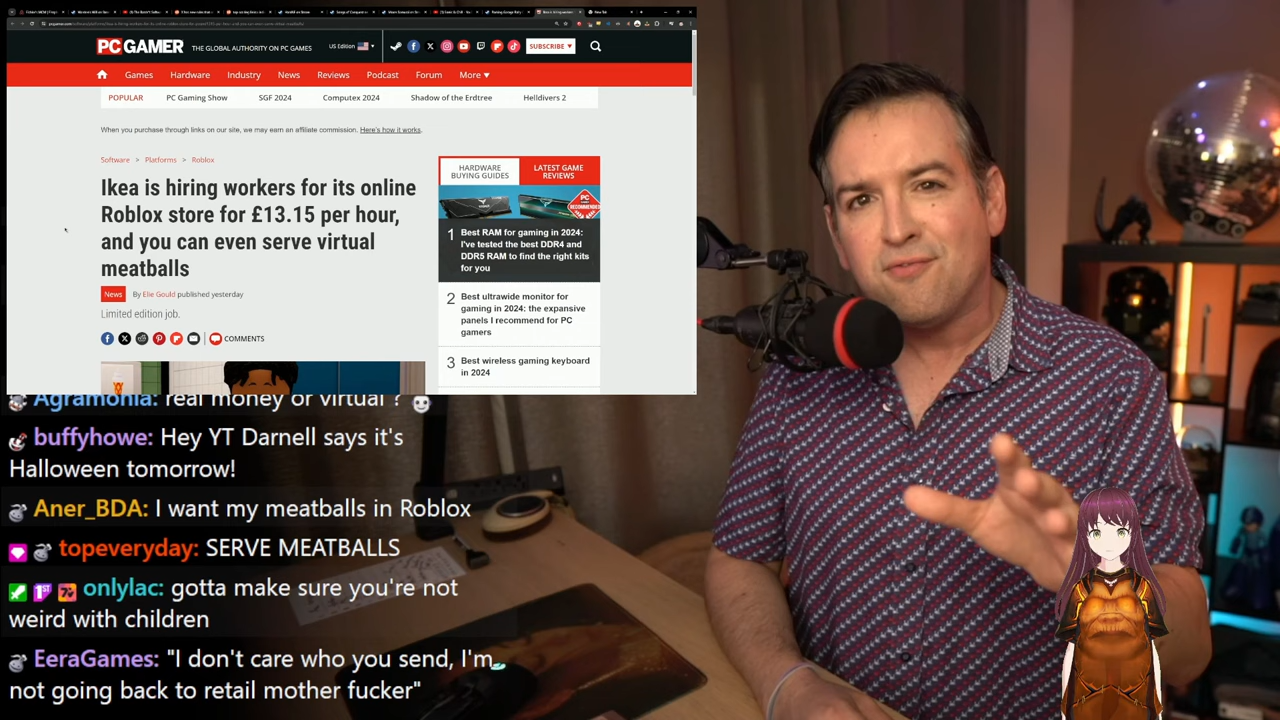 PC GAMER
THE GLOBAL AUTHORITY ON PC GAMES
US Edition
SUBSCRIBE
Games
Hardware
Industry
News
Reviews
Podcast
Forum
More
POPULAR
PC Gaming Show
SGF 2024
Computex 2024
Shadow of the Erdtree
Helldivers 2
When you purchase through links on our site, we may earn an affiliate commission. Here's how it works.
Software > Platforms > Roblox
Ikea is hiring workers for its online
Roblox store for £13.15 per hour,
and you can even serve virtual
meatballs
News
By Elie Gould published yesterday
Limited edition job.
COMMENTS
HARDWARE
BUYING GUIDES
LATEST GAME
REVIEWS
1
Best RAM for gaming in 2024:
I've tested the best DDR4 and
DDR5 RAM to find the right kits
for you
2
Best ultrawide monitor for
gaming in 2024: the expansive
panels I recommend for PC
gamers
3
Best wireless gaming keyboard
in 2024
Agramonia: real money or virtual ?
buffyhowe: Hey YT Darnell says it's
Halloween tomorrow!
Aner_BDA: I want my meatballs in Roblox
topeveryday: SERVE MEATBALLS
onlylac: gotta make sure you're not
weird with children
EeraGames: "I don't care who you send, I'm
not going back to retail mother fucker"